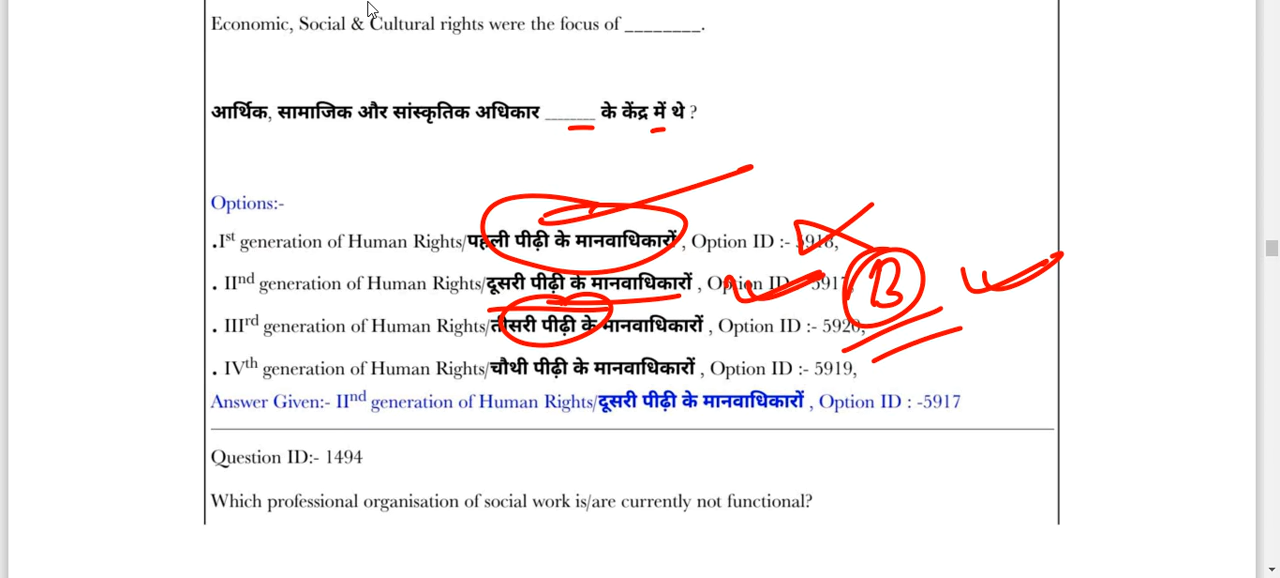 Economic, Social & Cultural rights were the focus of ________.
आर्थिक, सामाजिक और सांस्कृतिक अधिकार ______ के केंद्र में थे ?
Options:-
.Ist generation of Human Rights/पहली पीढ़ी के मानवाधिकारों , Option ID :- 5918,
. IInd generation of Human Rights/दूसरी पीढ़ी के मानवाधिकारों , Option ID :- 5917
B
. IIIrd generation of Human Rights/तीसरी पीढ़ी के मानवाधिकारों , Option ID :- 5920,
. IVth generation of Human Rights/चौथी पीढ़ी के मानवाधिकारों , Option ID :- 5919,
Answer Given:- IInd generation of Human Rights/दूसरी पीढ़ी के मानवाधिकारों , Option ID : -5917
Question ID:- 1494
Which professional organisation of social work is/are currently not functional?